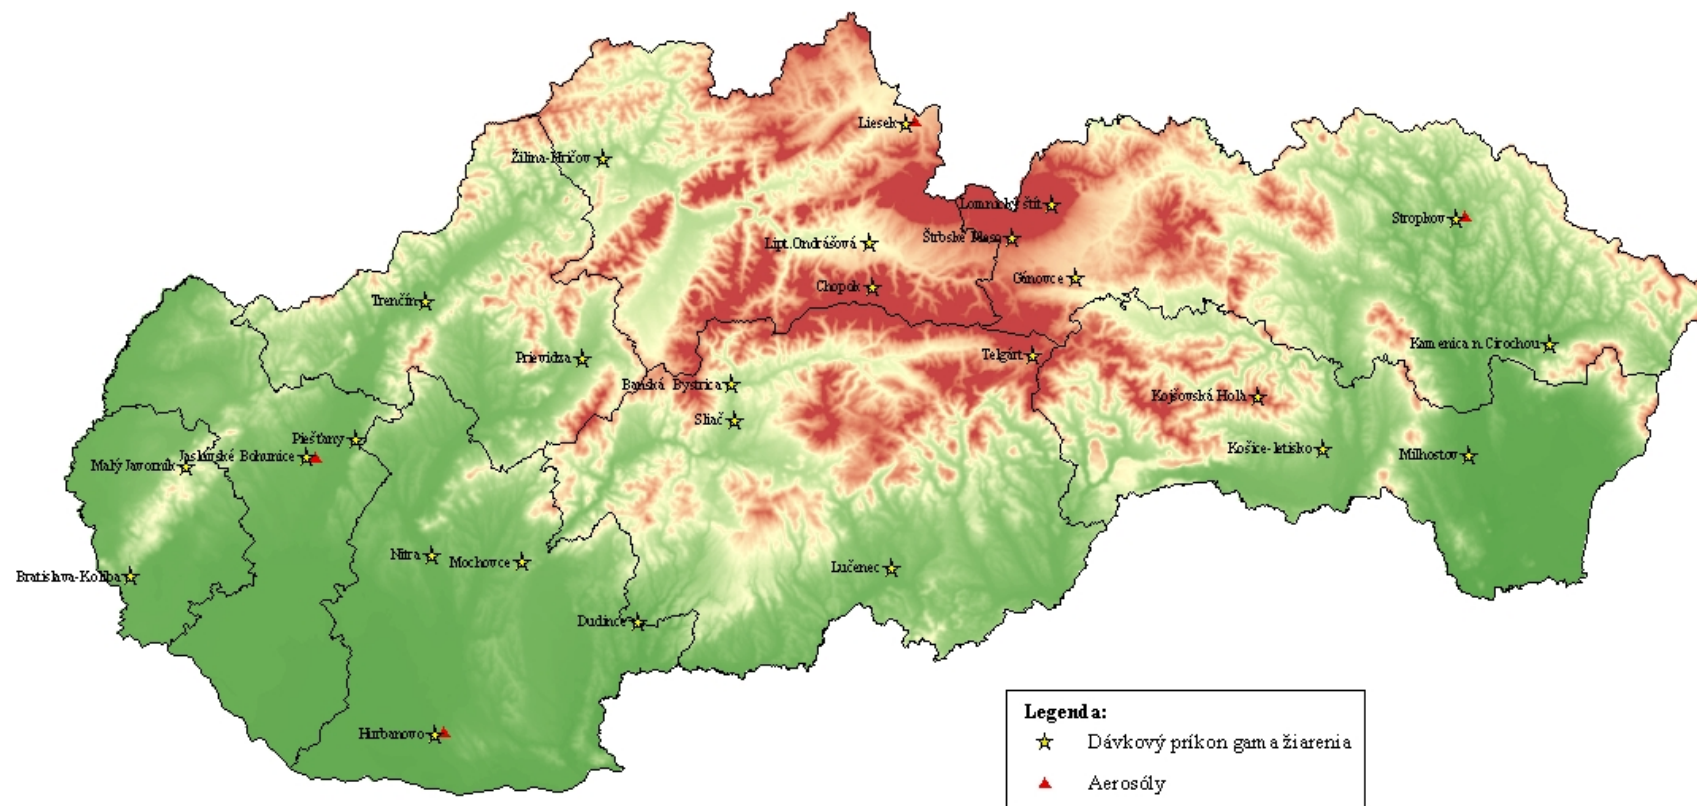 Liesek
Žilina-Hričov
Lomnický štít
Stropkov
Štrbské Pleso
Lipt. Ondrášová
Gánovce
Chopok
Trenčín
Kamenica n. Cirochou
Prievidza
Telgárt
Banská Bystrica
Kojšovská Hola
Sliač
Piešťany
Košice-letisko
Milhostov
Jaslovské Bohunice
Malý Javorník
Nitra
Mochovce
Lučenec
Bratislava-Koliba
Dudince
Hurbanovo
Legenda:
Dávkový príkon gama žiarenia
Aerosóly